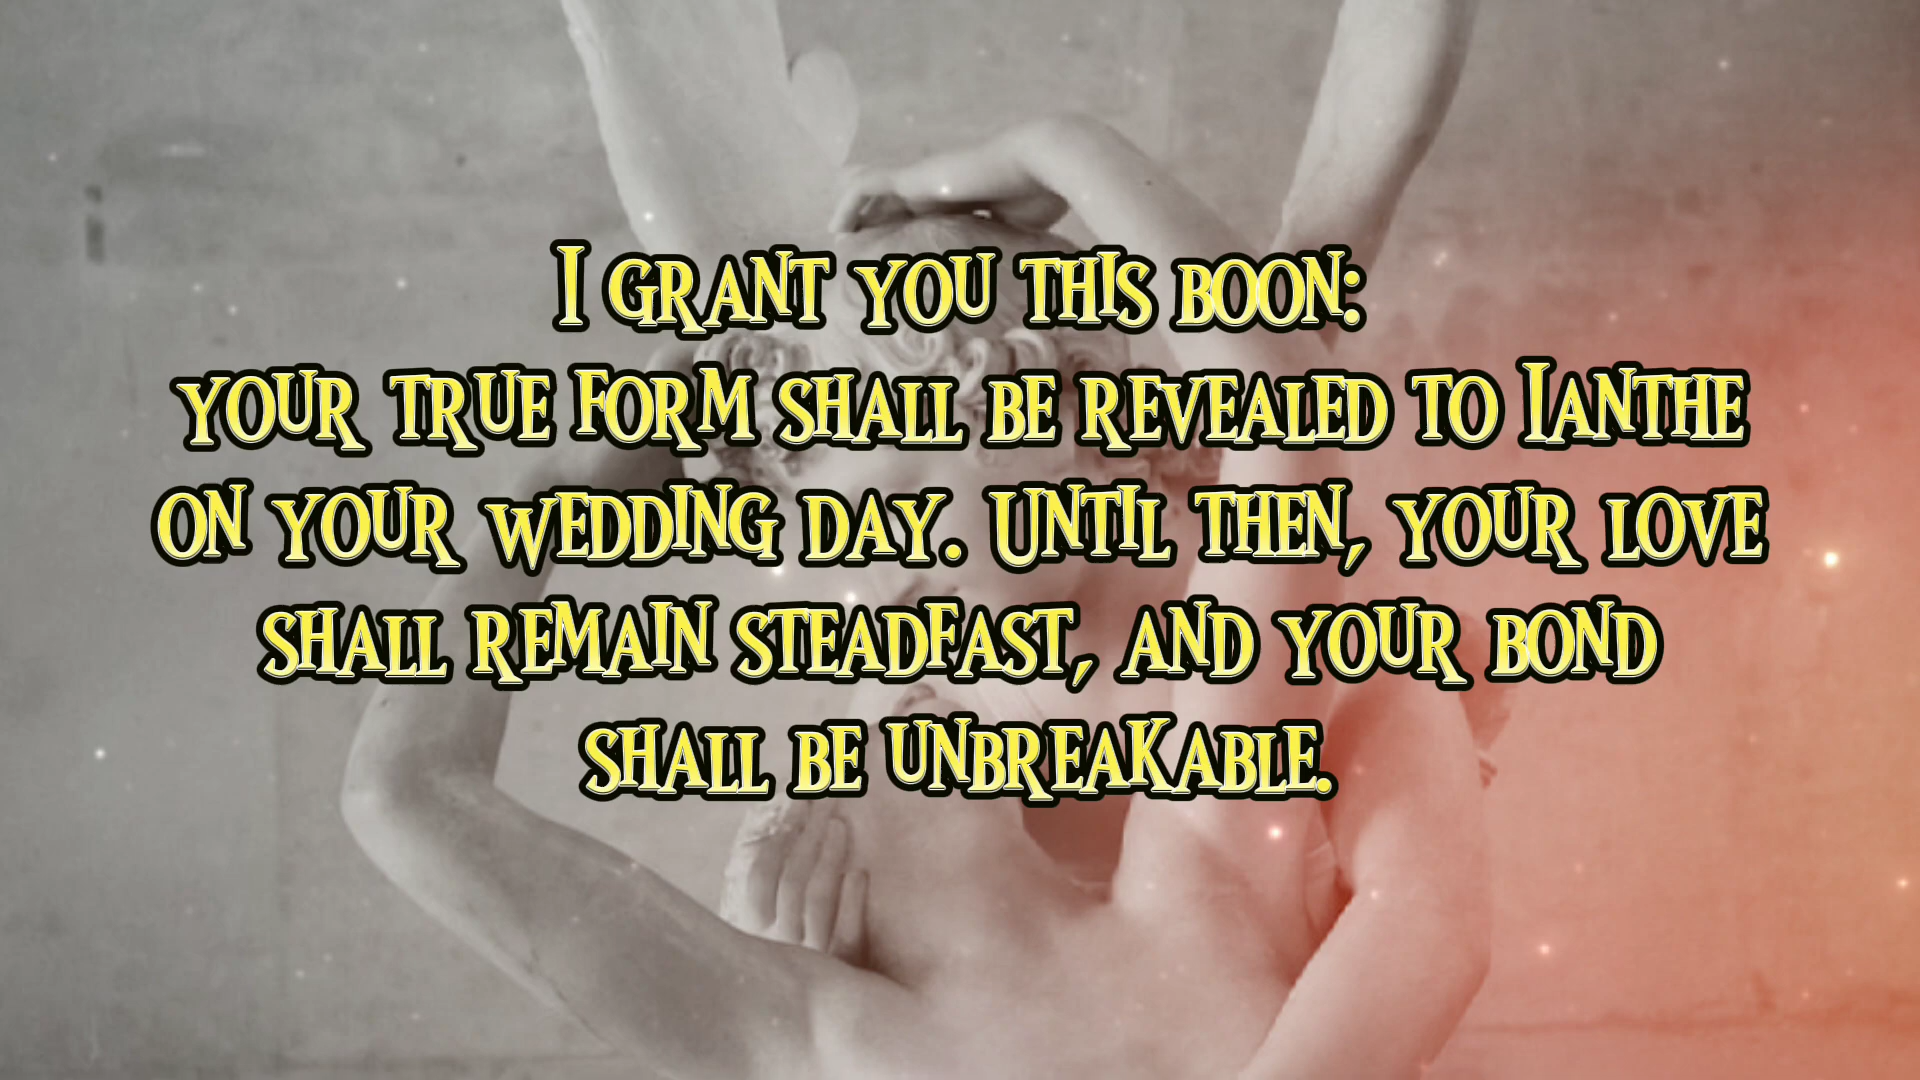 I grant you this boon:
your true form shall be revealed to Ianthe
on your wedding day. Until then, your love
shall remain steadfast, and your bond
shall be unbreakable.